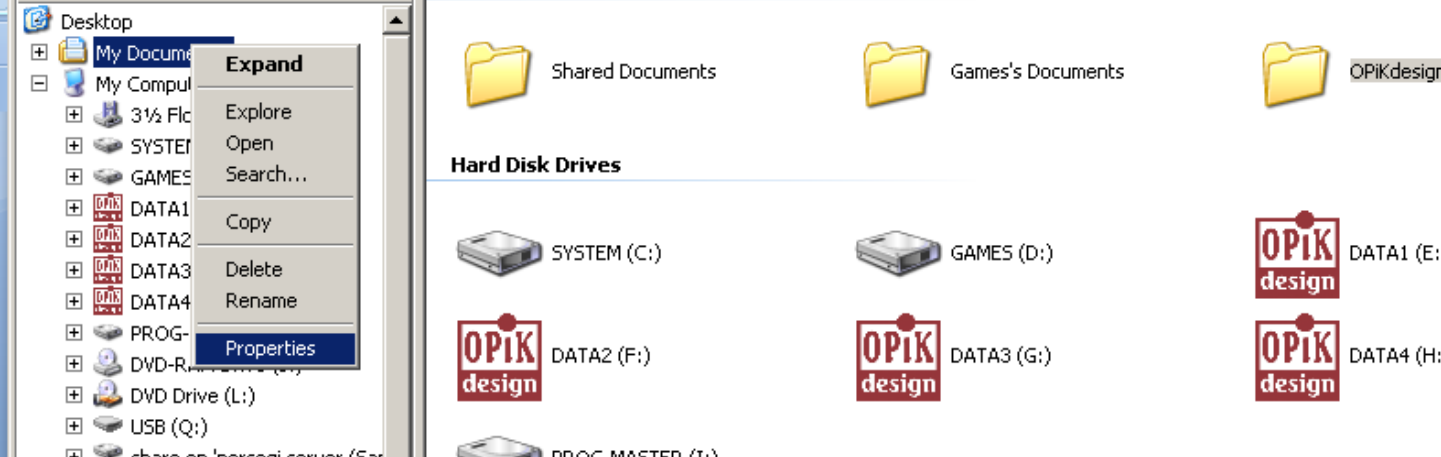 Desktop
My Docume
My Comput
3½ Flo
SYSTEM
GAMES
DATA1
DATA2
DATA3
DATA4
PROG-
DVD Drive (L:)
USB (Q:)
Expand
Explore
Open
Search...
Copy
Delete
Rename
Properties
Shared Documents
Games's Documents
OPiKdesign
Hard Disk Drives
SYSTEM (C:)
GAMES (D:)
OPiK
design
DATA1 (E:
OPiK
design
DATA2 (F:)
OPiK
design
DATA3 (G:)
OPiK
design
DATA4 (H: